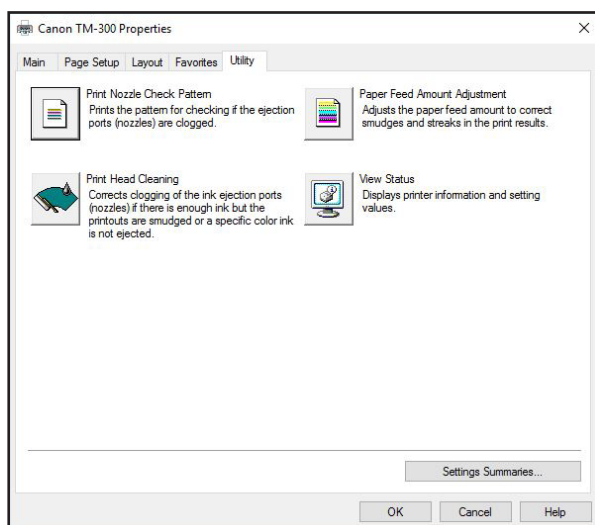 Canon TM-300 Properties
Main Page Setup Layout Favorites Utility
Print Nozzle Check Pattern
Prints the pattern for checking if the ejection
ports (nozzles) are clogged.
Paper Feed Amount Adjustment
Adjusts the paper feed amount to correct
smudges and streaks in the print results.
Print Head Cleaning
Corrects clogging of the ink ejection ports
(nozzles) if there is enough ink but the
printouts are smudged or a specific color ink
is not ejected.
View Status
Displays printer information and setting
values.
Settings Summaries...
OK Cancel Help